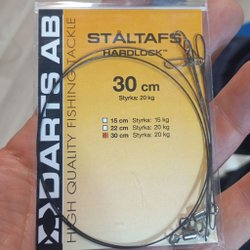 STÅLTAFS
HARDLOCK™
30 cm
Styrka: 20 kg
15 cm Styrka: 15 kg
22 cm Styrka: 20 kg
30 cm Styrka: 20 kg
DARTS AB
HIGH QUALITY FISHING TACKLE